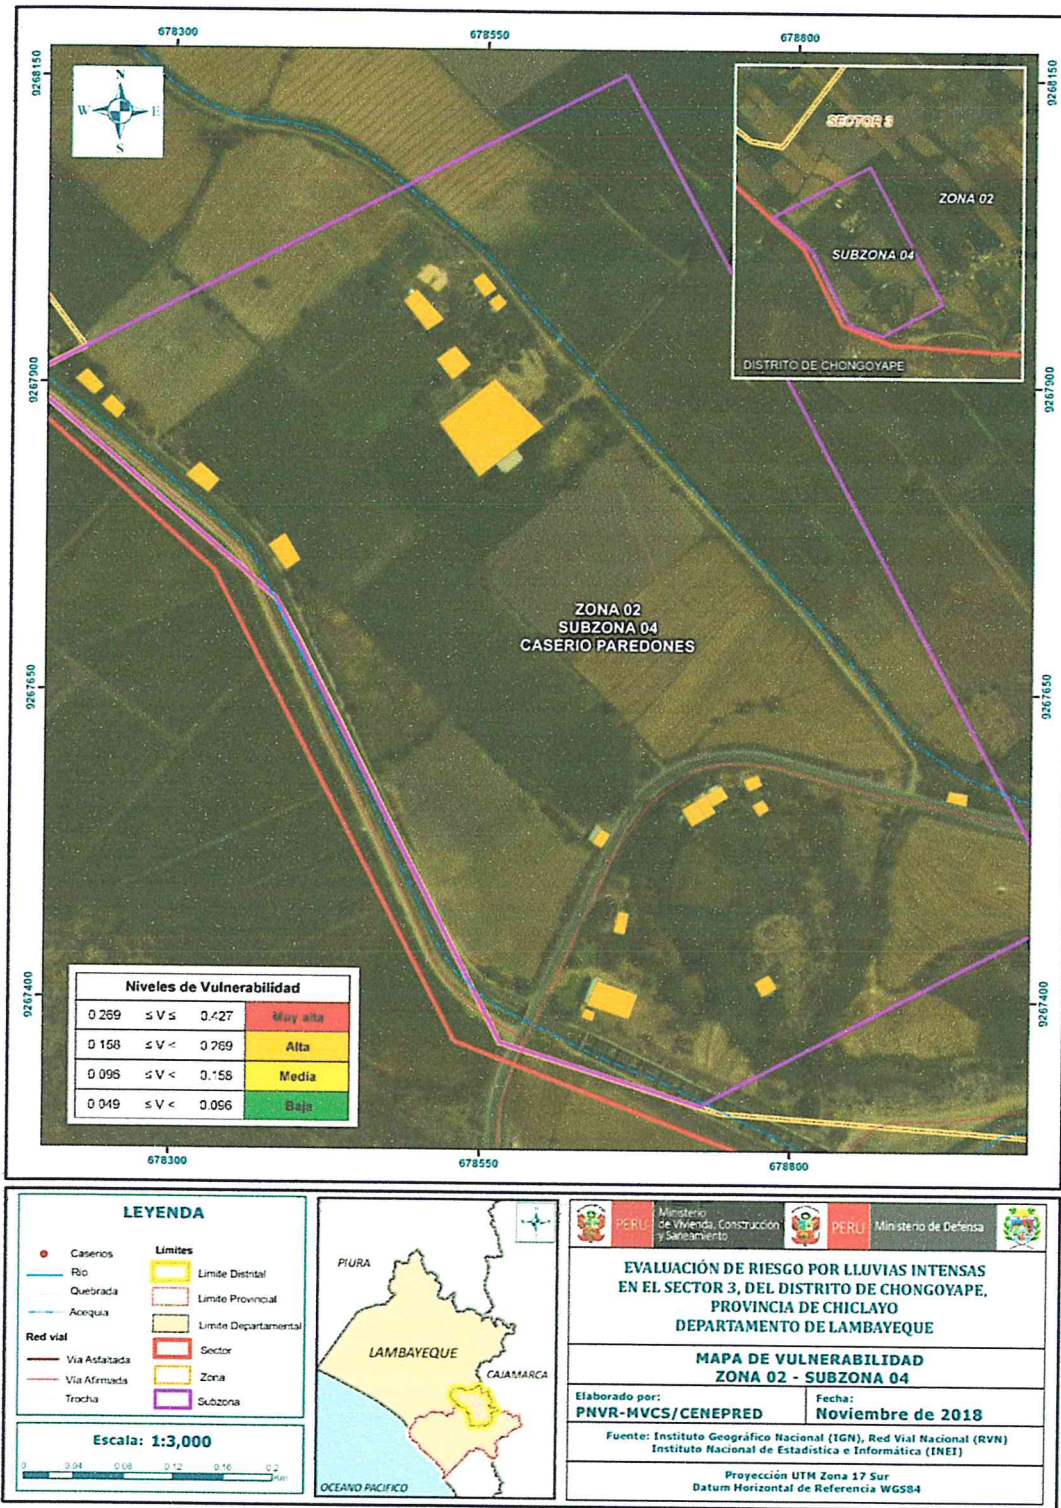 678300
678550
678800
9268150
9268150
N
W
E
S
SECTOR 3
ZONA 02
SUBZONA 04
DISTRITO DE CHONGOYAPE
9267900
9267900
ZONA 02
SUBZONA 04
CASERIO PAREDONES
9267650
9267650
9267400
9267400
Niveles de Vulnerabilidad
0.269 ≤ V ≤ 0.427 Muy alta
0.158 ≤ V < 0.269 Alta
0.096 ≤ V < 0.158 Media
0.049 ≤ V < 0.096 Baja
678300
678550
678800
LEYENDA
Caserios
Rio
Quebrada
Acequia
Red vial
Via Asfaltada
Via Afirmada
Trocha
Limites
Limite Distrital
Limite Provincial
Limite Departamental
Sector
Zona
Subzona
Escala: 1:3,000
0 0.04 0.08 0.12 0.16 0.2
Km
PIURA
LAMBAYEQUE
CAJAMARCA
OCEANO PACIFICO
PERÚ
Ministerio
de Vivienda, Construcción
y Saneamiento
PERÚ
Ministerio de Defensa
EVALUACIÓN DE RIESGO POR LLUVIAS INTENSAS
EN EL SECTOR 3, DEL DISTRITO DE CHONGOYAPE,
PROVINCIA DE CHICLAYO
DEPARTAMENTO DE LAMBAYEQUE
MAPA DE VULNERABILIDAD
ZONA 02 - SUBZONA 04
Elaborado por:
PNVR-MVCS/CENEPRED
Fecha:
Noviembre de 2018
Fuente: Instituto Geográfico Nacional (IGN), Red Vial Nacional (RVN)
Instituto Nacional de Estadística e Informática (INEI)
Proyección UTM Zona 17 Sur
Datum Horizontal de Referencia WGS84